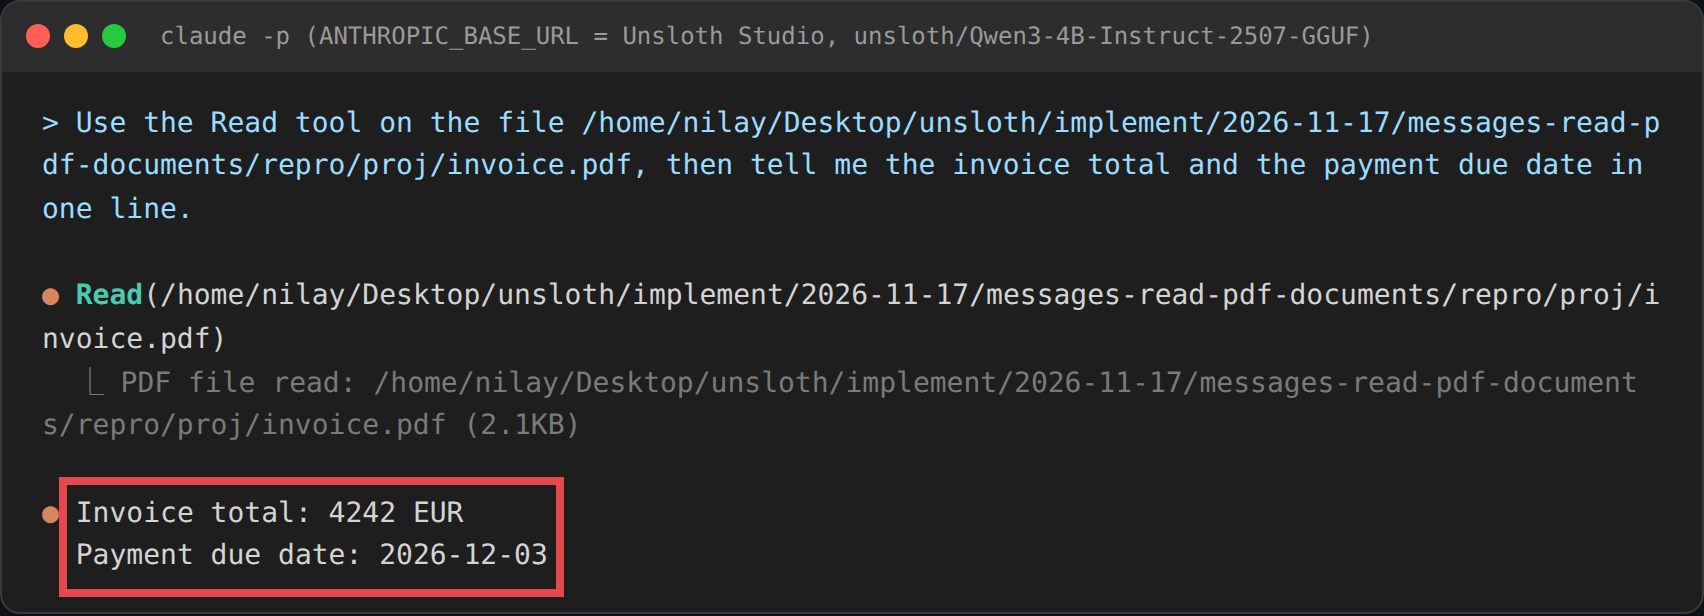 claude -p (ANTHROPIC_BASE_URL = Unsloth Studio, unsloth/Qwen3-4B-Instruct-2507-GGUF)
> Use the Read tool on the file /home/nilay/Desktop/unsloth/implement/2026-11-17/messages-read-p
df-documents/repro/proj/invoice.pdf, then tell me the invoice total and the payment due date in
one line.
● Read(/home/nilay/Desktop/unsloth/implement/2026-11-17/messages-read-pdf-documents/repro/proj/i
nvoice.pdf)
⎿ PDF file read: /home/nilay/Desktop/unsloth/implement/2026-11-17/messages-read-pdf-document
s/repro/proj/invoice.pdf (2.1KB)
● Invoice total: 4242 EUR
Payment due date: 2026-12-03